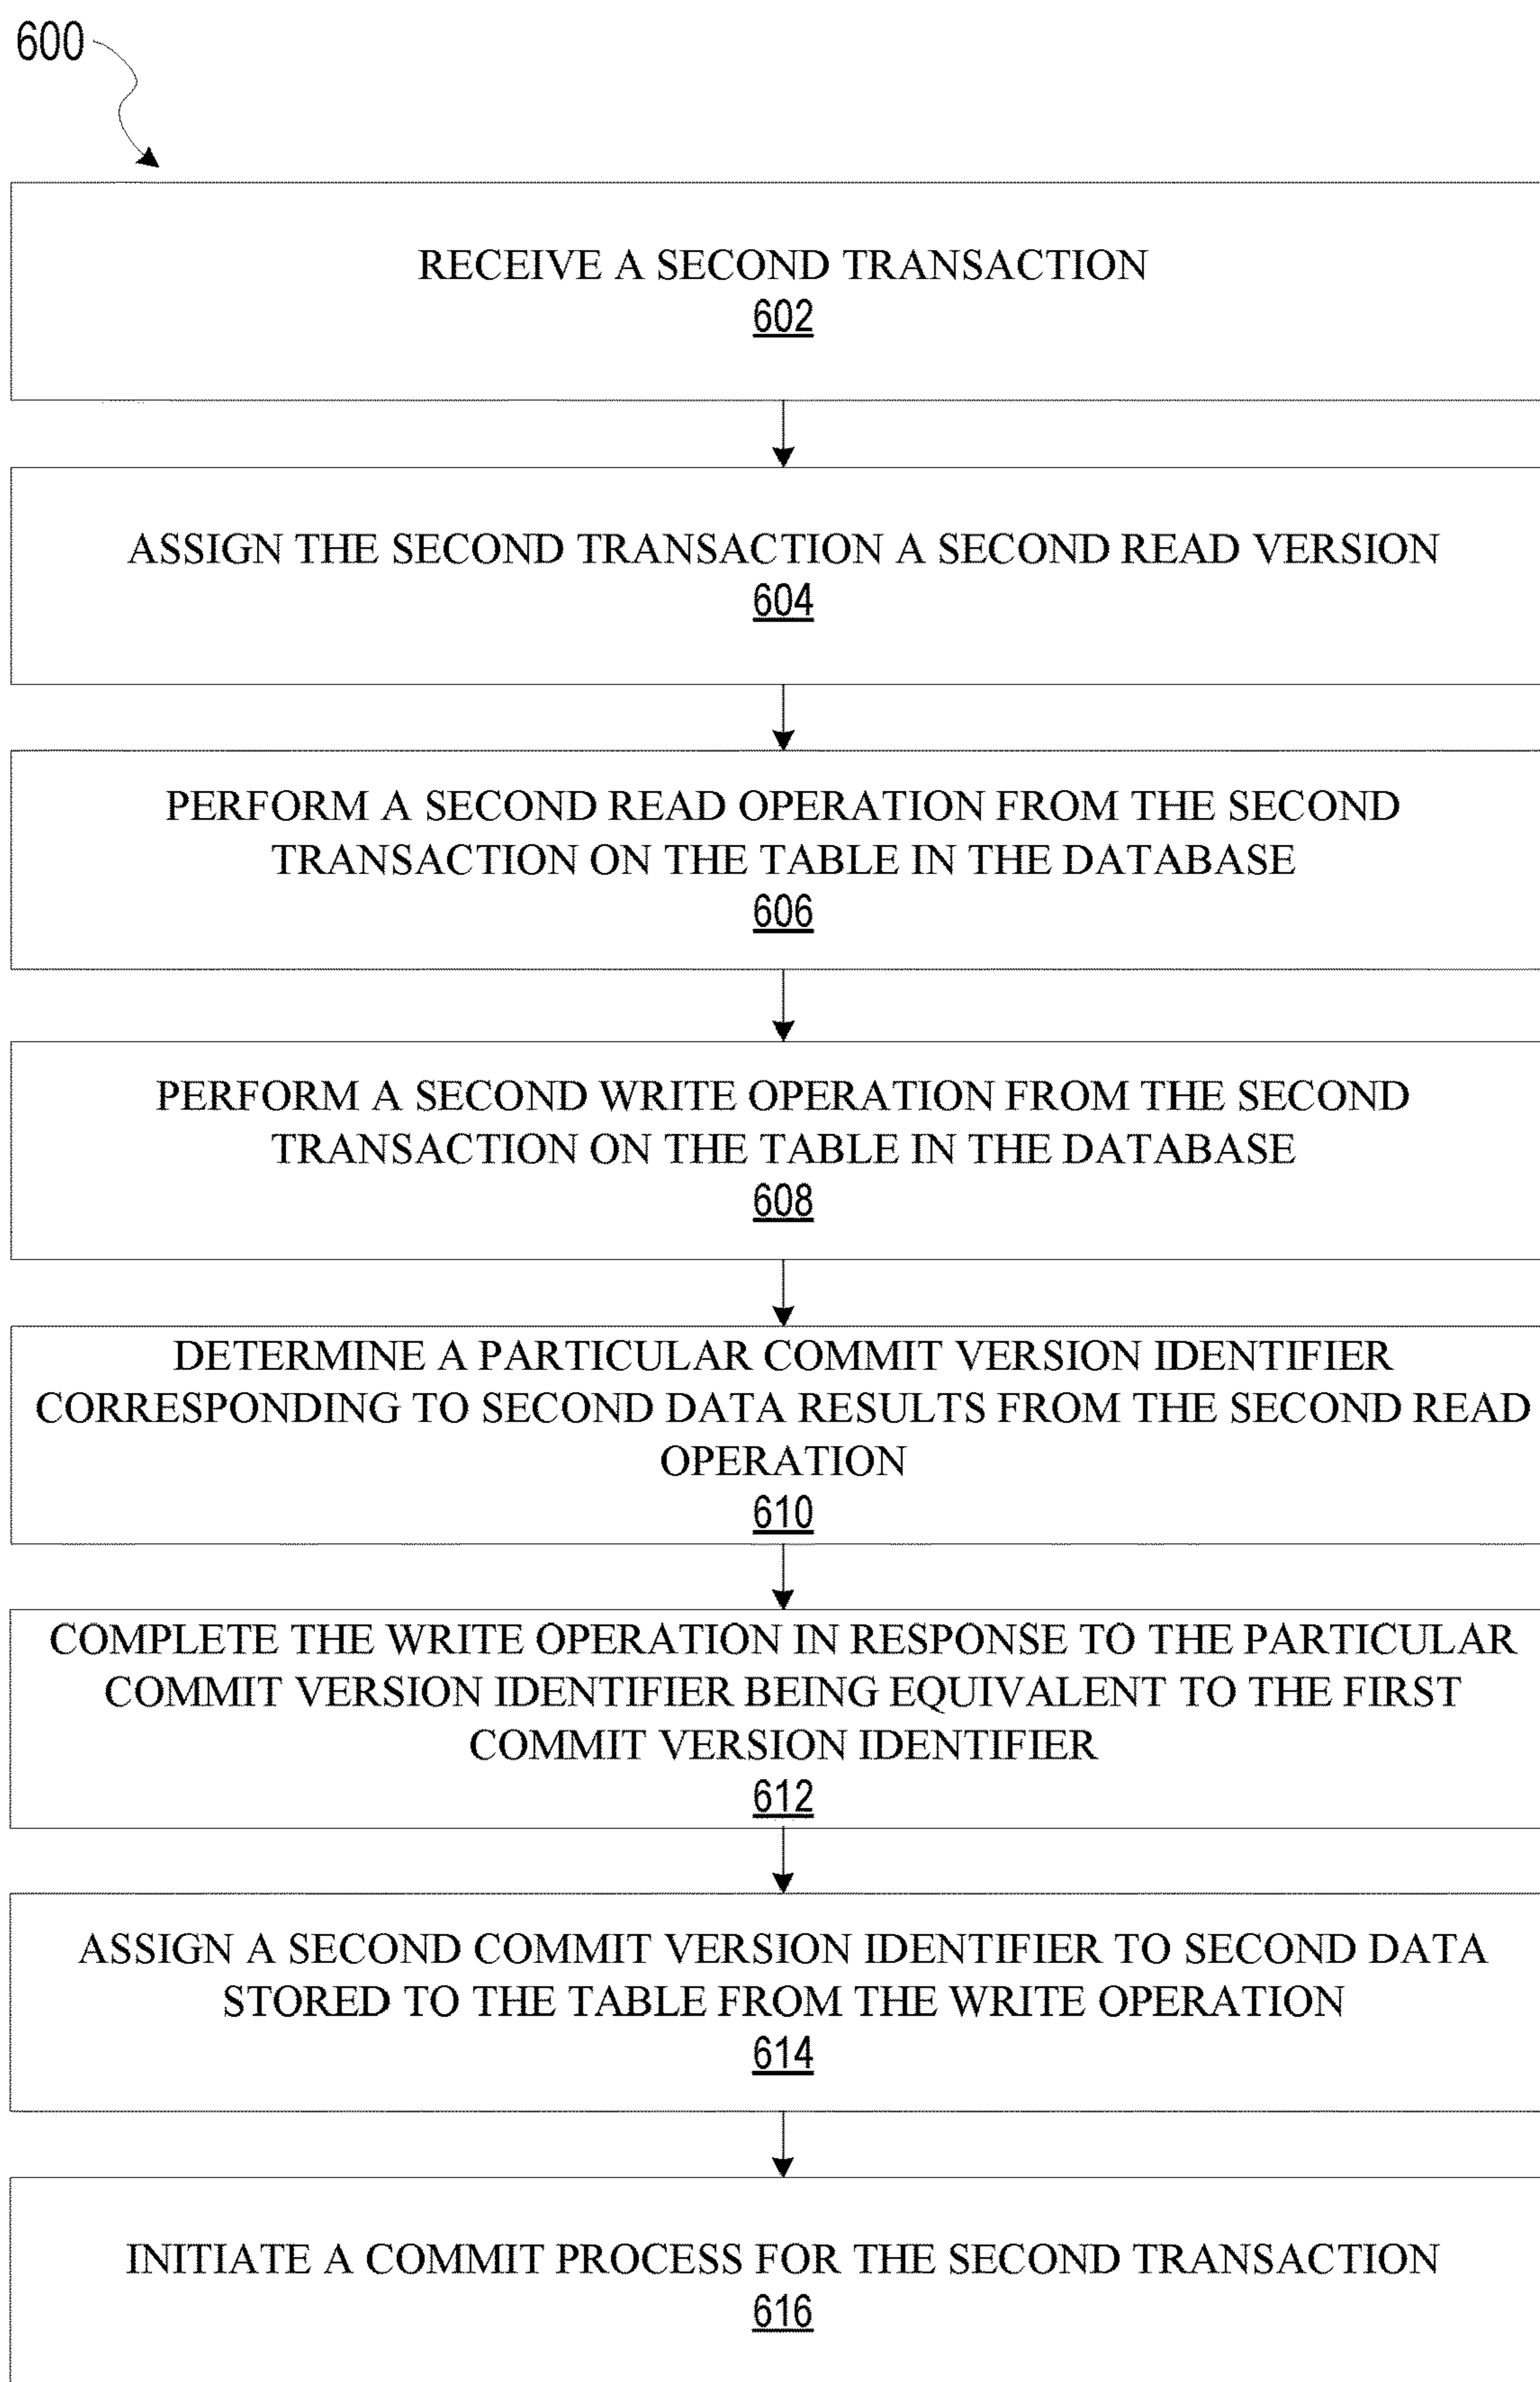 600
RECEIVE A SECOND TRANSACTION
602
ASSIGN THE SECOND TRANSACTION A SECOND READ VERSION
604
PERFORM A SECOND READ OPERATION FROM THE SECOND
TRANSACTION ON THE TABLE IN THE DATABASE
606
PERFORM A SECOND WRITE OPERATION FROM THE SECOND
TRANSACTION ON THE TABLE IN THE DATABASE
608
DETERMINE A PARTICULAR COMMIT VERSION IDENTIFIER
CORRESPONDING TO SECOND DATA RESULTS FROM THE SECOND READ
OPERATION
610
COMPLETE THE WRITE OPERATION IN RESPONSE TO THE PARTICULAR
COMMIT VERSION IDENTIFIER BEING EQUIVALENT TO THE FIRST
COMMIT VERSION IDENTIFIER
612
ASSIGN A SECOND COMMIT VERSION IDENTIFIER TO SECOND DATA
STORED TO THE TABLE FROM THE WRITE OPERATION
614
INITIATE A COMMIT PROCESS FOR THE SECOND TRANSACTION
616